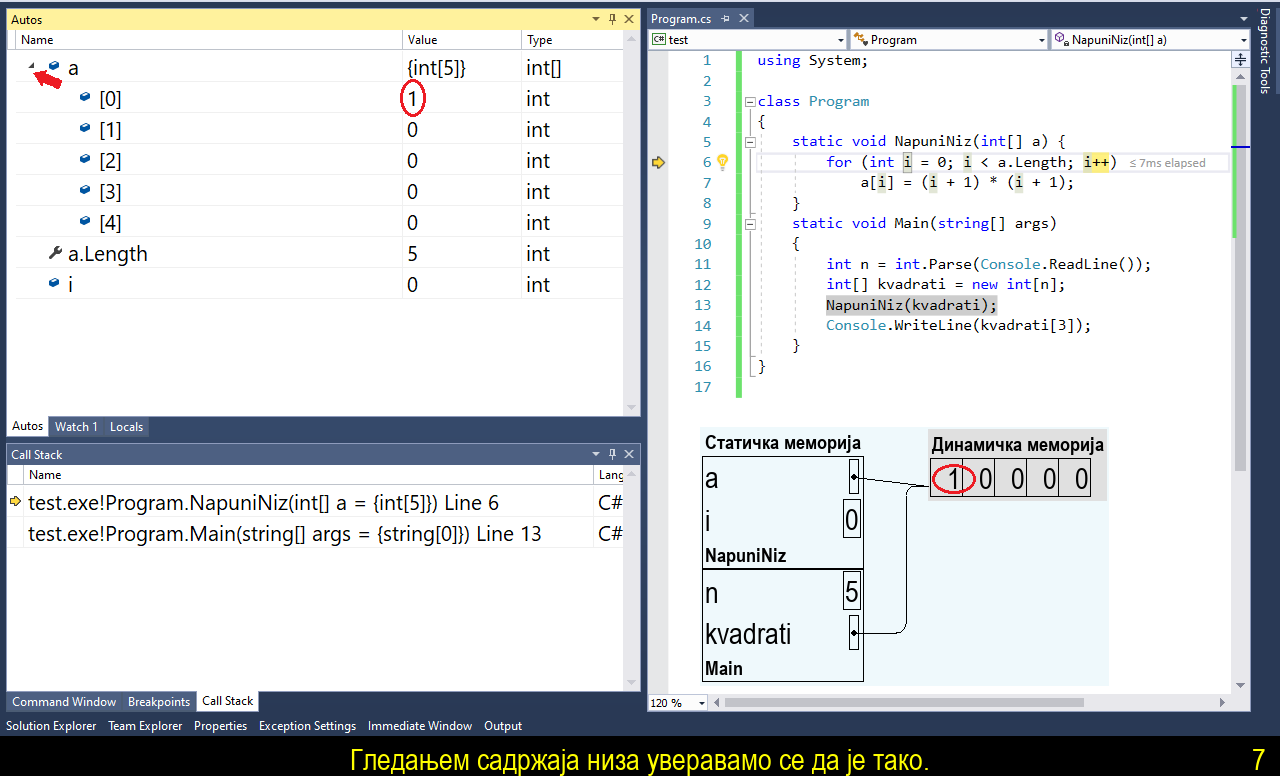 Autos
Name Value Type
a {int[5]} int[]
[0] 1 int
[1] 0 int
[2] 0 int
[3] 0 int
[4] 0 int
a.Length 5 int
i 0 int
Autos Watch 1 Locals
Call Stack
Name Lang
test.exe!Program.NapuniNiz(int[] a = {int[5]}) Line 6 C#
test.exe!Program.Main(string[] args = {string[0]}) Line 13 C#
Command Window Breakpoints Call Stack
Solution Explorer Team Explorer Properties Exception Settings Immediate Window Output
Program.cs
C# test Program NapuniNiz(int[] a)
1 using System;
2
3 class Program
4 {
5 static void NapuniNiz(int[] a) {
6 for (int i = 0; i < a.Length; i++) ≤ 7ms elapsed
7 a[i] = (i + 1) * (i + 1);
8 }
9 static void Main(string[] args)
10 {
11 int n = int.Parse(Console.ReadLine());
12 int[] kvadrati = new int[n];
13 NapuniNiz(kvadrati);
14 Console.WriteLine(kvadrati[3]);
15 }
16 }
17
Статичка меморија
a
i 0
NapuniNiz
n 5
kvadrati
Main
Динамичка меморија
1 0 0 0 0
120 %
Diagnostic Tools
Гледањем садржаја низа уверавамо се да је тако.
7